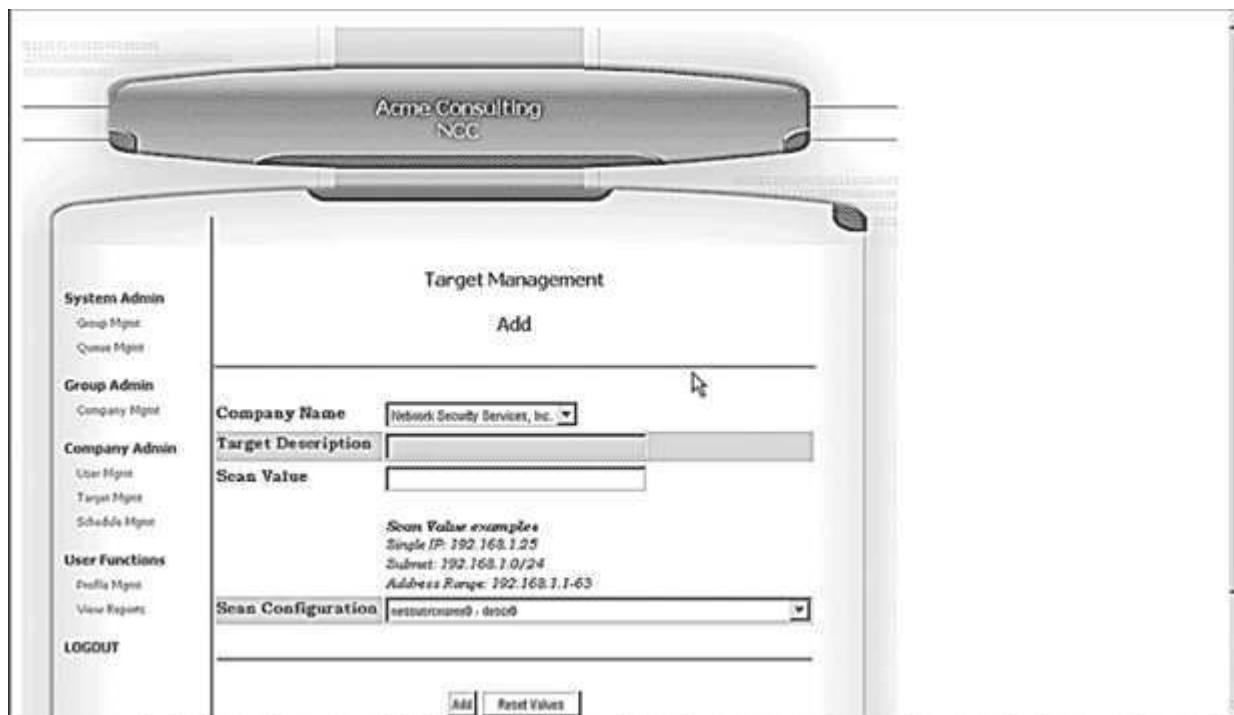 Acme Consulting
NCC
Target Management
Add
System Admin
Group Mgmt
Queue Mgmt
Group Admin
Company Mgmt
Company Admin
User Mgmt
Target Mgmt
Schedule Mgmt
User Functions
Profile Mgmt
View Reports
LOGOUT
Company Name
Network Security Services, Inc.
Target Description
Scan Value
Scan Value examples
Single IP: 192.168.1.25
Subnet: 192.168.1.0/24
Address Range: 192.168.1.1-63
Scan Configuration
Add
Reset Values